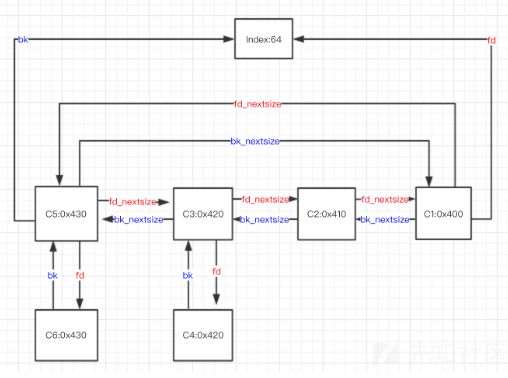 Index:64
bk
fd
fd_nextsize
bk_nextsize
C5:0x430
fd_nextsize
bk_nextsize
C3:0x420
fd_nextsize
bk_nextsize
C2:0x410
fd_nextsize
bk_nextsize
C1:0x400
bk
fd
bk
fd
C6:0x430
C4:0x420
先知社区